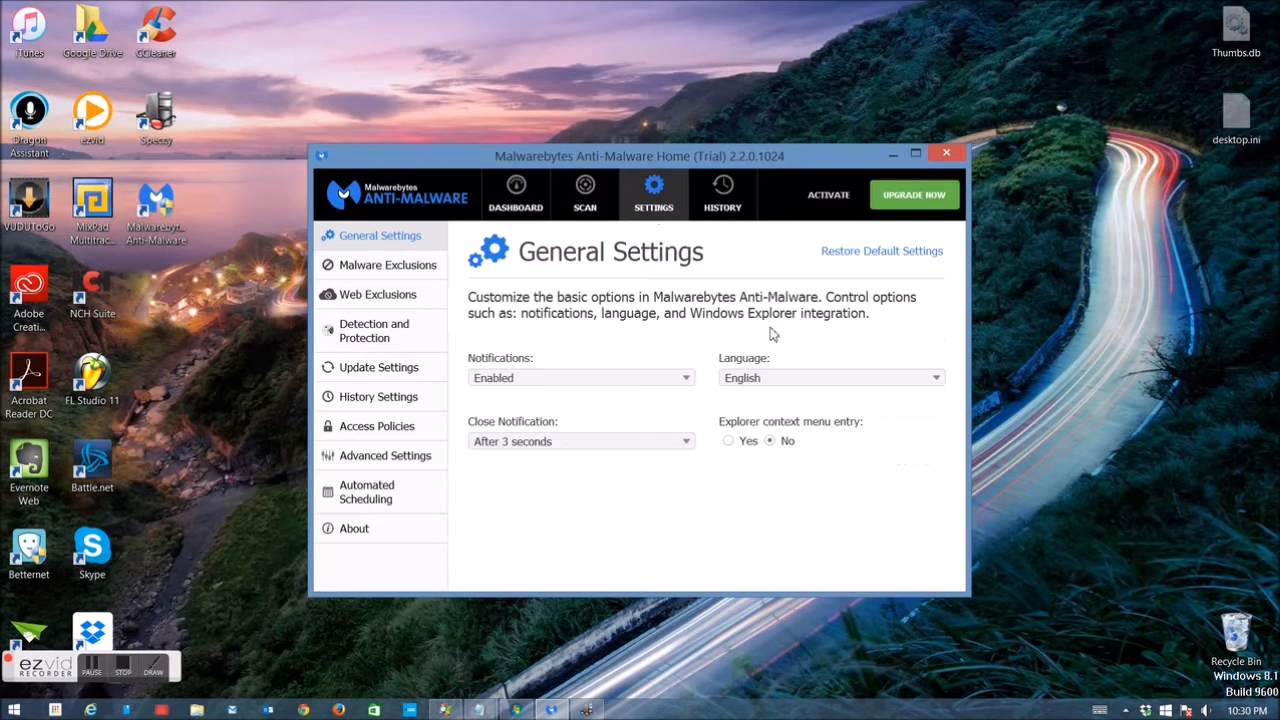 iTunes
Google Drive
CCleaner
Thumbs.db
Dragon
Assistant
ezvid
Speccy
desktop.ini
VUDUToGo
MixPad
Multitrac...
Malwareby...
Anti-Malware
Adobe
Creati...
NCH Suite
Acrobat
Reader DC
FL Studio 11
Evernote
Web
Battle.net
Betternet
Skype
ezvid
RECORDER
PAUSE
STOP
DRAW
Malwarebytes Anti-Malware Home (Trial) 2.2.0.1024
Malwarebytes
ANTI-MALWARE
DASHBOARD
SCAN
SETTINGS
HISTORY
ACTIVATE
UPGRADE NOW
General Settings
Malware Exclusions
Web Exclusions
Detection and
Protection
Update Settings
History Settings
Access Policies
Advanced Settings
Automated
Scheduling
About
General Settings
Restore Default Settings
Customize the basic options in Malwarebytes Anti-Malware. Control options
such as: notifications, language, and Windows Explorer integration.
Notifications:
Enabled
Language:
English
Close Notification:
After 3 seconds
Explorer context menu entry:
Yes
No
Recycle Bin
Windows 8.1
Build 9600
10:30 PM